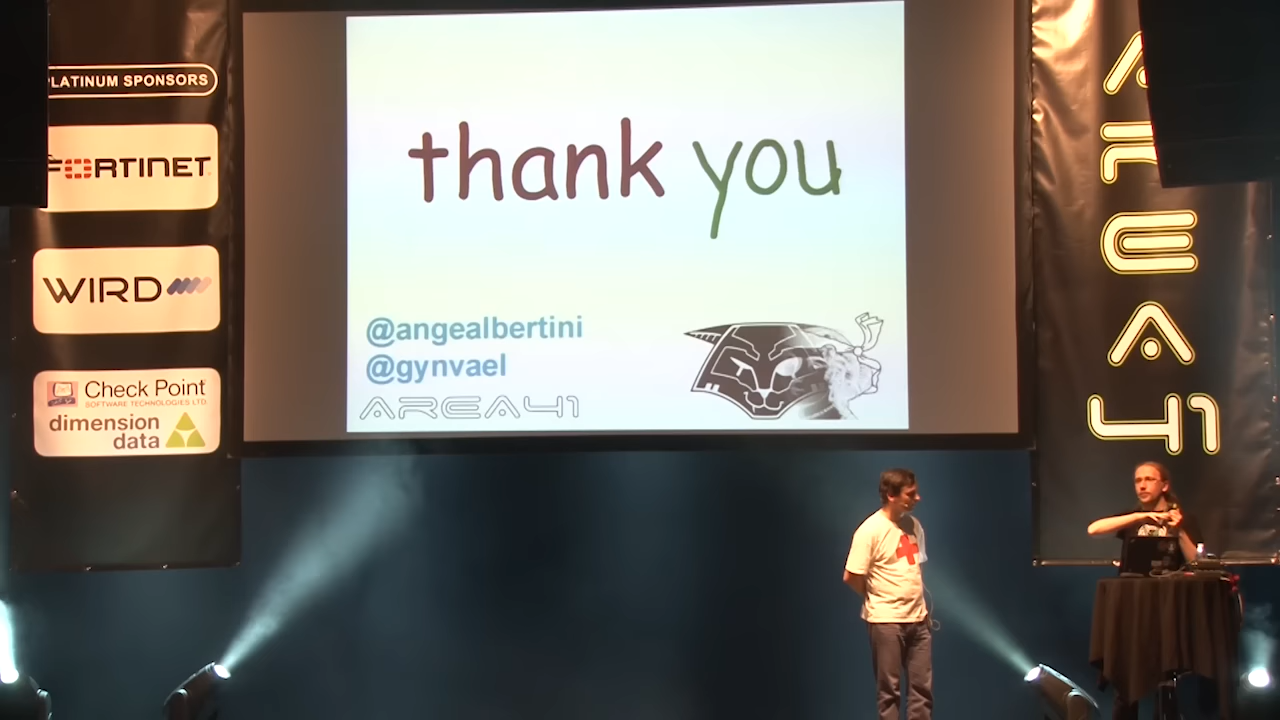 PLATINUM SPONSORS
FORTINET
WIRD
Check Point
SOFTWARE TECHNOLOGIES LTD.
dimension
data
thank you
@angealbertini
@gynvael
AREA41
AREA41